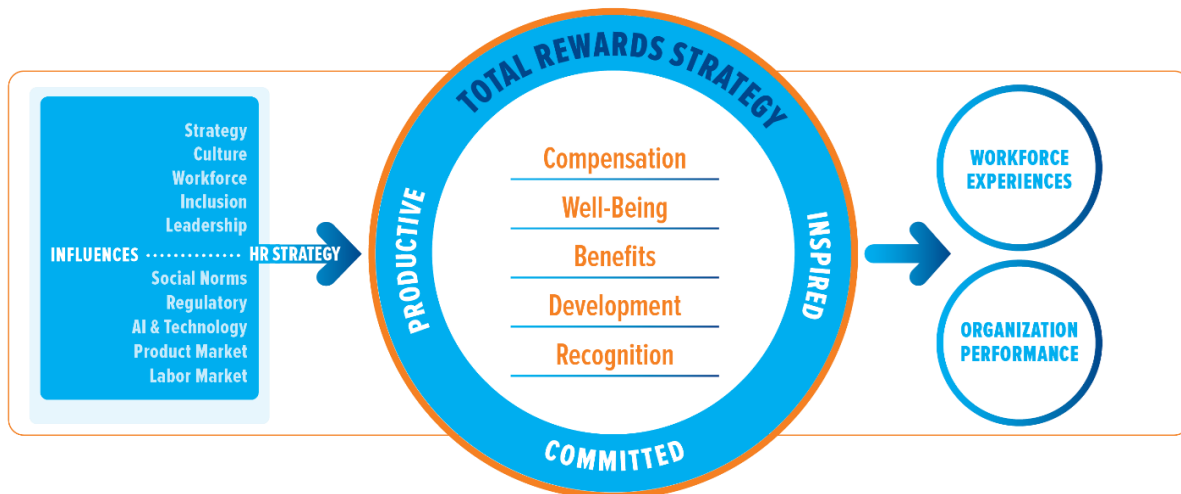 Strategy
Culture
Workforce
Inclusion
Leadership
INFLUENCES ............ HR STRATEGY
Social Norms
Regulatory
AI & Technology
Product Market
Labor Market
TOTAL REWARDS STRATEGY
PRODUCTIVE
Compensation
Well-Being
Benefits
Development
Recognition
INSPIRED
COMMITTED
WORKFORCE
EXPERIENCES
ORGANIZATION
PERFORMANCE